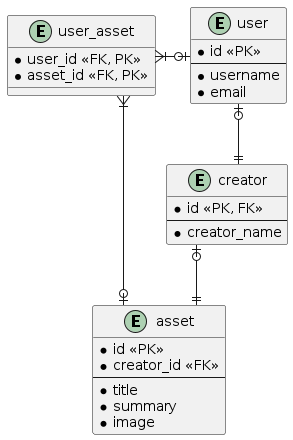 E user_asset
user_id «FK, PK»
asset_id «FK, PK»
E user
id «PK»
username
email
E creator
id «PK, FK»
creator_name
E asset
id «PK»
creator_id «FK»
title
summary
image